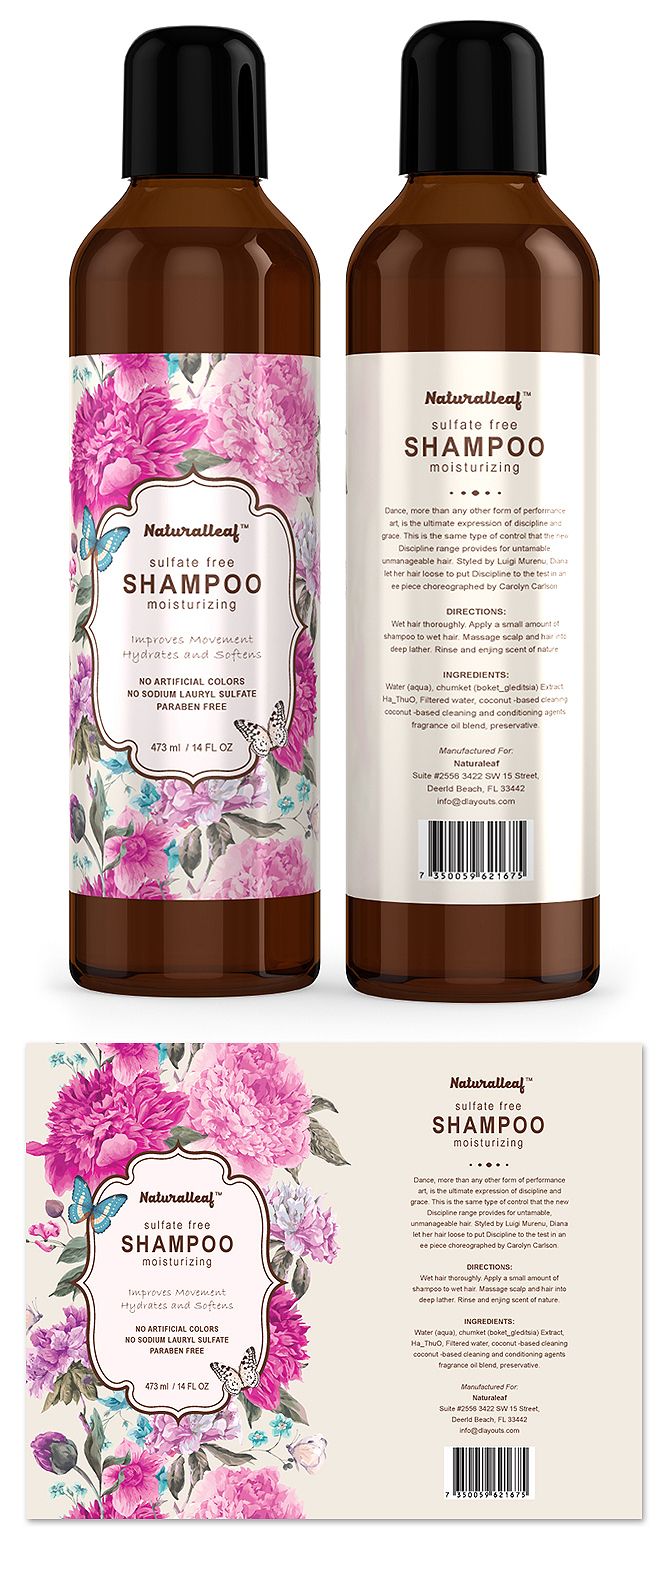 Naturalleaf™
sulfate free
SHAMPOO
moisturizing
Improves Movement
Hydrates and Softens
NO ARTIFICIAL COLORS
NO SODIUM LAURYL SULFATE
PARABEN FREE
473 ml / 14 FL OZ
Naturalleaf™
sulfate free
SHAMPOO
moisturizing
Dance, more than any other form of performance
art, is the ultimate expression of discipline and
grace. This is the same type of control that the new
Discipline range provides for untamable,
unmanageable hair. Styled by Luigi Murenu, Diana
let her hair loose to put Discipline to the test in an
ee piece choreographed by Carolyn Carlson
DIRECTIONS:
Wet hair thoroughly. Apply a small amount of
shampoo to wet hair. Massage scalp and hair into
deep lather. Rinse and enjing scent of nature
INGREDIENTS:
Water (aqua), chumket (boket_gleditsia) Extract,
Ha_ThuO, Filtered water, coconut -based cleaning
coconut -based cleaning and conditioning agents
fragrance oil blend, preservative.
Manufactured For:
Naturaleaf
Suite #2556 3422 SW 15 Street,
Deerld Beach, FL 33442
info@dlayouts.com
7 350059 621675
Naturalleaf™
sulfate free
SHAMPOO
moisturizing
Improves Movement
Hydrates and Softens
NO ARTIFICIAL COLORS
NO SODIUM LAURYL SULFATE
PARABEN FREE
473 ml / 14 FL OZ
Naturalleaf™
sulfate free
SHAMPOO
moisturizing
Dance, more than any other form of performance
art, is the ultimate expression of discipline and
grace. This is the same type of control that the new
Discipline range provides for untamable,
unmanageable hair. Styled by Luigi Murenu, Diana
let her hair loose to put Discipline to the test in an
ee piece choreographed by Carolyn Carlson.
DIRECTIONS:
Wet hair thoroughly. Apply a small amount of
shampoo to wet hair. Massage scalp and hair into
deep lather. Rinse and enjing scent of nature.
INGREDIENTS:
Water (aqua), chumket (boket_gleditsia) Extract,
Ha_ThuO, Filtered water, coconut -based cleaning
coconut -based cleaning and conditioning agents
fragrance oil blend, preservative.
Manufactured For:
Naturaleaf
Suite #2556 3422 SW 15 Street,
Deerld Beach, FL 33442
info@dlayouts.com
7 350059 621675